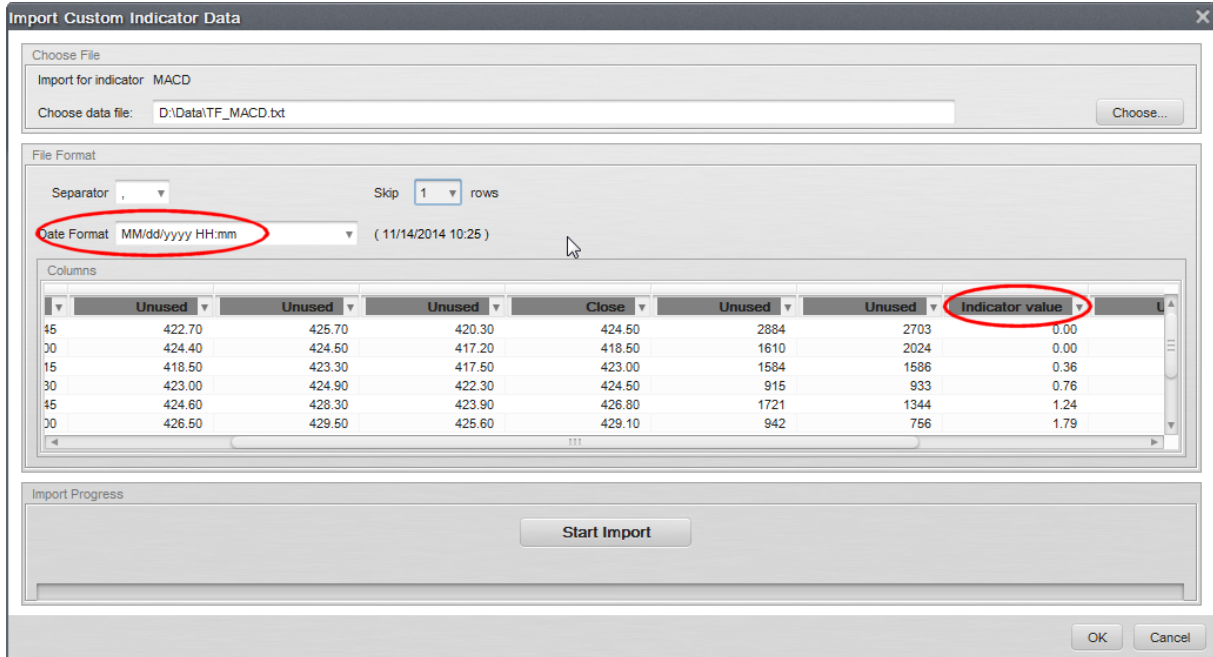 Import Custom Indicator Data
Choose File
Import for indicator MACD
Choose data file: D:\Data\TF_MACD.txt Choose...
File Format
Separator , Skip 1 rows
Date Format MM/dd/yyyy HH:mm ( 11/14/2014 10:25 )
Columns
Unused Unused Unused Close Unused Unused Indicator value U
45 422.70 425.70 420.30 424.50 2884 2703 0.00
00 424.40 424.50 417.20 418.50 1610 2024 0.00
15 418.50 423.30 417.50 423.00 1584 1586 0.36
30 423.00 424.90 422.30 424.50 915 933 0.76
45 424.60 428.30 423.90 426.80 1721 1344 1.24
00 426.50 429.50 425.60 429.10 942 756 1.79
Import Progress
Start Import
OK Cancel